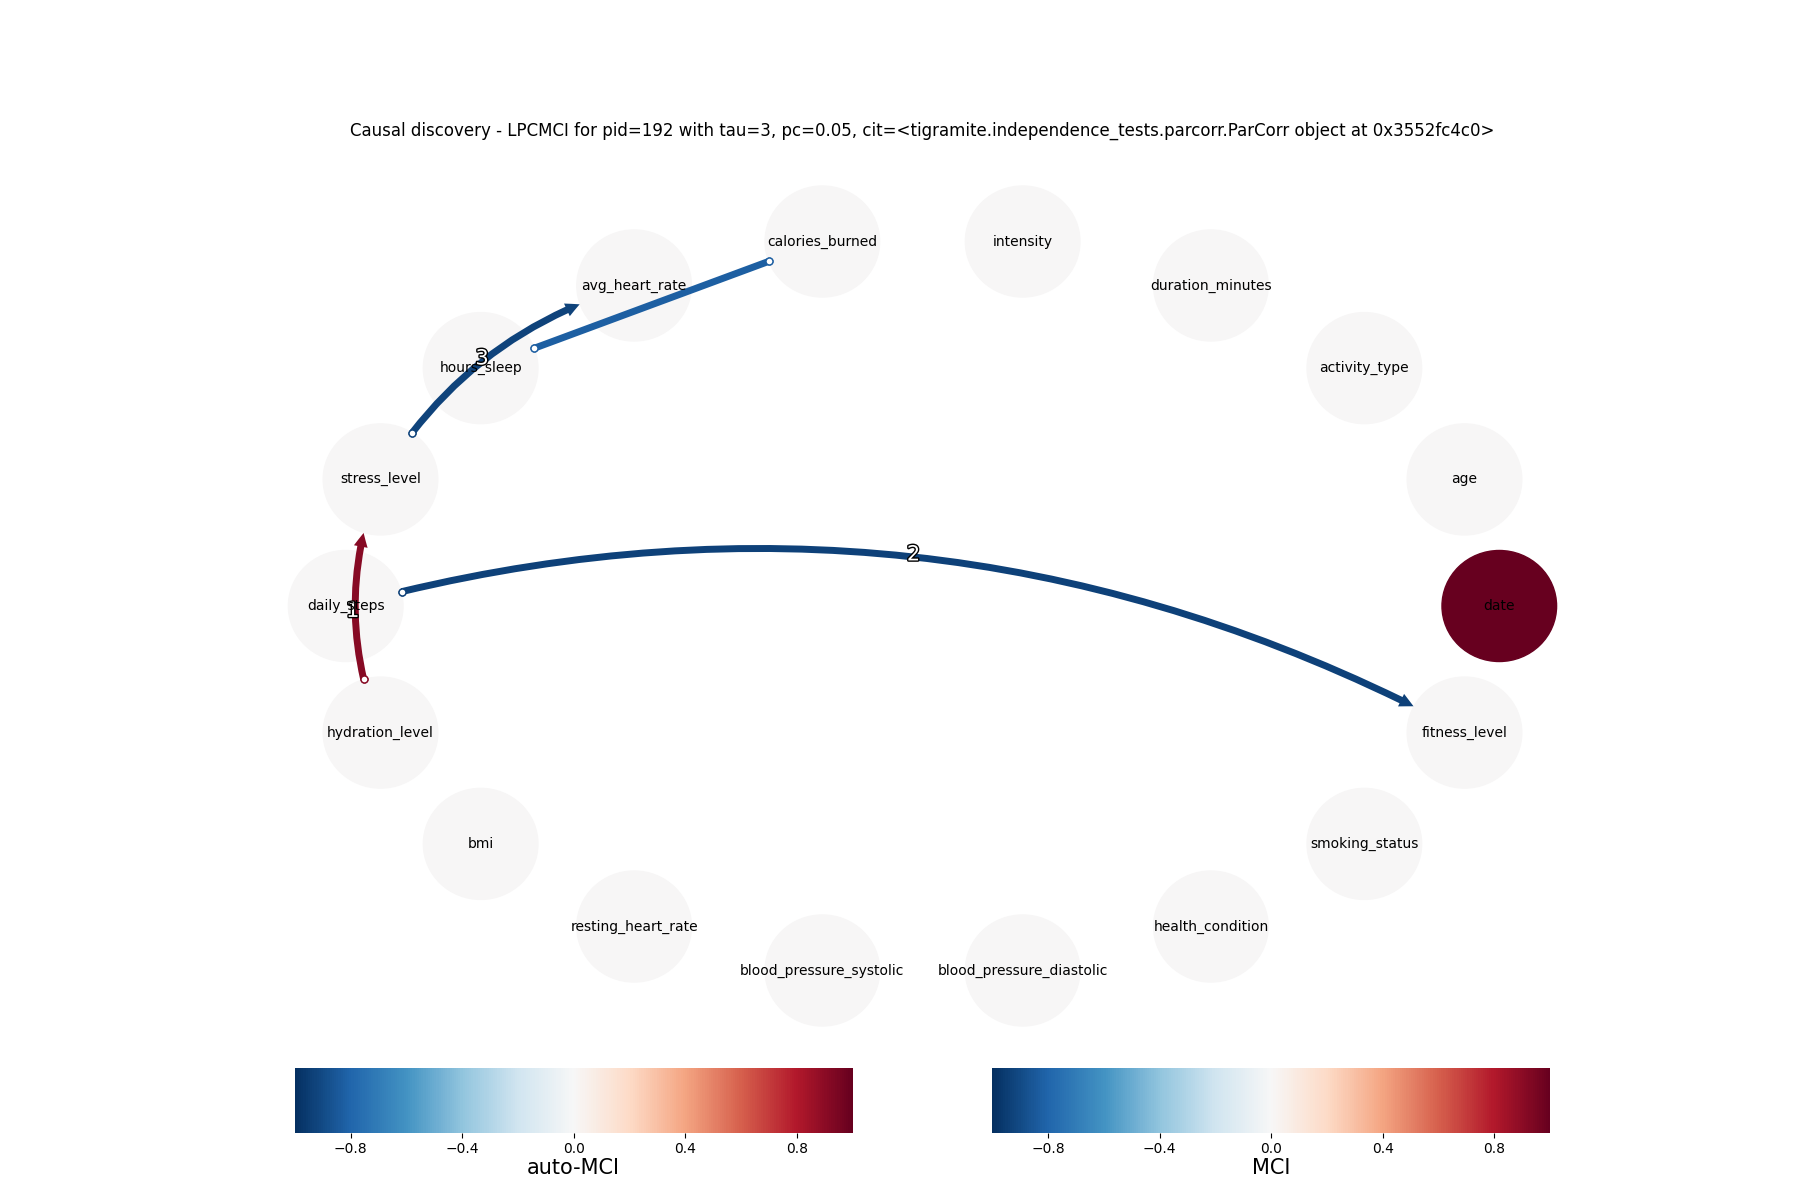 Causal discovery - LPCMCI for pid=192 with tau=3, pc=0.05, cit=<tigramite.independence_tests.parcorr.ParCorr object at 0x3552fc4c0>
calories_burned
intensity
avg_heart_rate
duration_minutes
3
hours_sleep
activity_type
stress_level
age
2
daily_steps
1
date
hydration_level
fitness_level
bmi
smoking_status
resting_heart_rate
health_condition
blood_pressure_systolic
blood_pressure_diastolic
−0.8 −0.4 0.0 0.4 0.8
auto-MCI
−0.8 −0.4 0.0 0.4 0.8
MCI